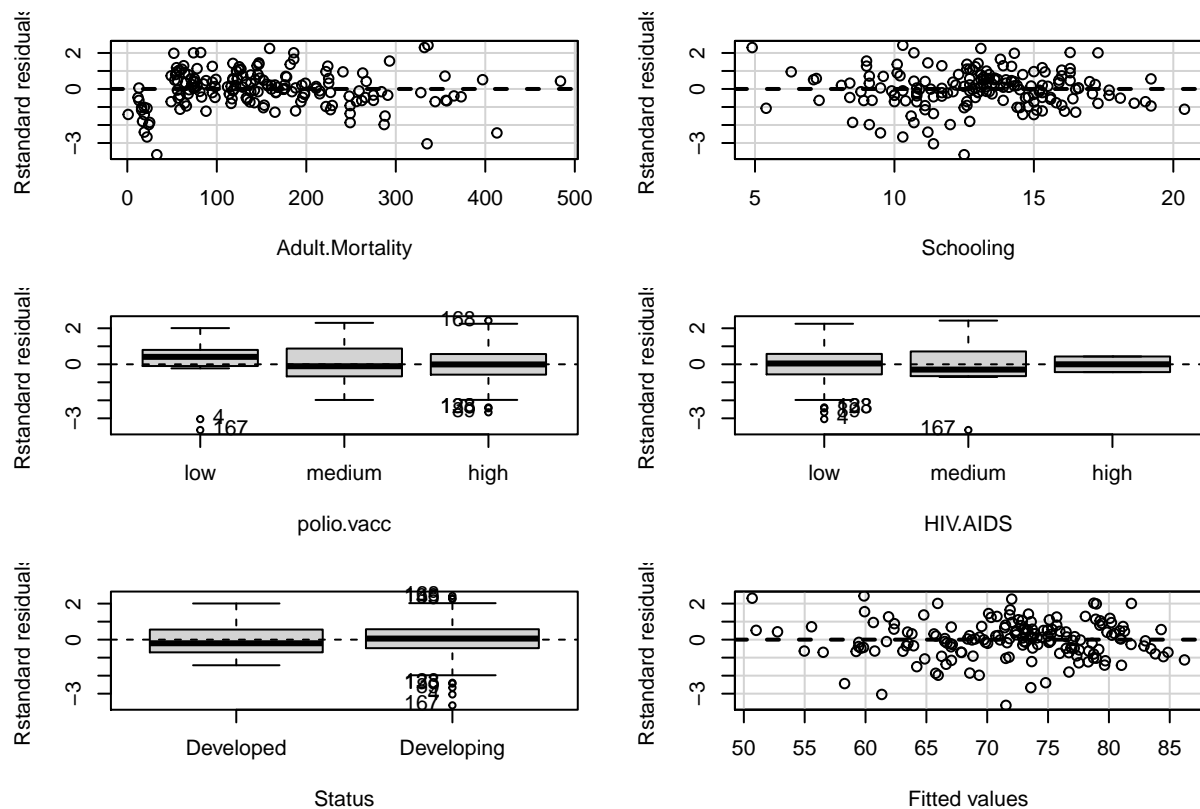 Rstandard residuals
2
0
−3
0
100
200
300
400
500
Adult.Mortality
Rstandard residuals
2
0
−3
5
10
15
20
Schooling
Rstandard residuals
2
0
−3
4
167
low
medium
high
polio.vacc
Rstandard residuals
2
0
−3
4
167
low
medium
high
HIV.AIDS
Rstandard residuals
2
0
−3
167
Developed
Developing
Status
Rstandard residuals
2
0
−3
50
55
60
65
70
75
80
85
Fitted values